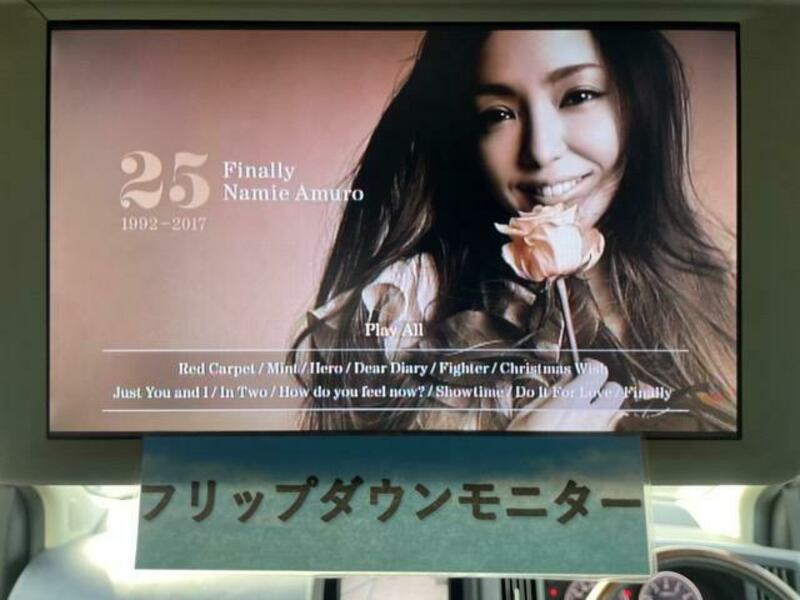 25
Finally
Namie Amuro
1992-2017
Play All
Red Carpet / Mint / Hero / Dear Diary / Fighter / Christmas Wish
Just You and I / In Two / How do you feel now? / Showtime / Do It For Love / Finally
フリップダウンモニター